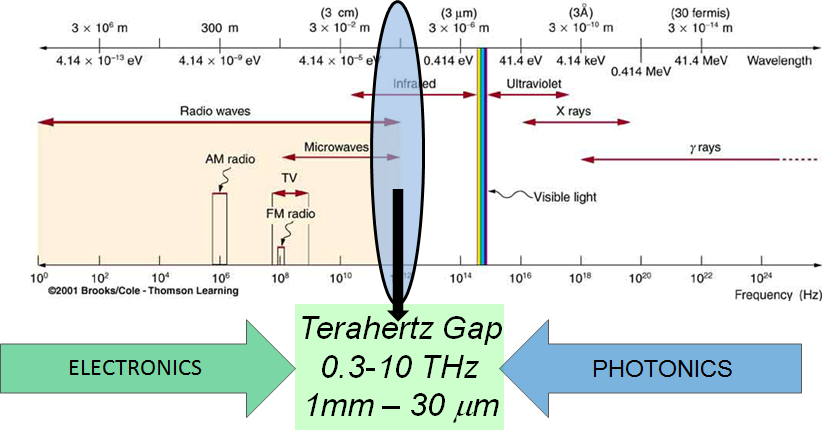 (3 cm) (3 μm) (3Å) (30 fermis)
3 × 10⁶ m 300 m 3 × 10⁻² m 3 × 10⁻⁶ m 3 × 10⁻¹⁰ m 3 × 10⁻¹⁴ m
4.14 × 10⁻¹³ eV 4.14 × 10⁻⁹ eV 4.14 × 10⁻⁵ eV 0.414 eV 41.4 eV 4.14 keV 41.4 MeV Wavelength
0.414 MeV
Infrared Ultraviolet
Radio waves X rays
Microwaves γ rays
AM radio
TV
Visible light
FM radio
10⁰ 10² 10⁴ 10⁶ 10⁸ 10¹⁰ 10¹² 10¹⁴ 10¹⁶ 10¹⁸ 10²⁰ 10²² 10²⁴
©2001 Brooks/Cole - Thomson Learning Frequency (Hz)
Terahertz Gap
ELECTRONICS 0.3-10 THz PHOTONICS
1mm – 30 μm